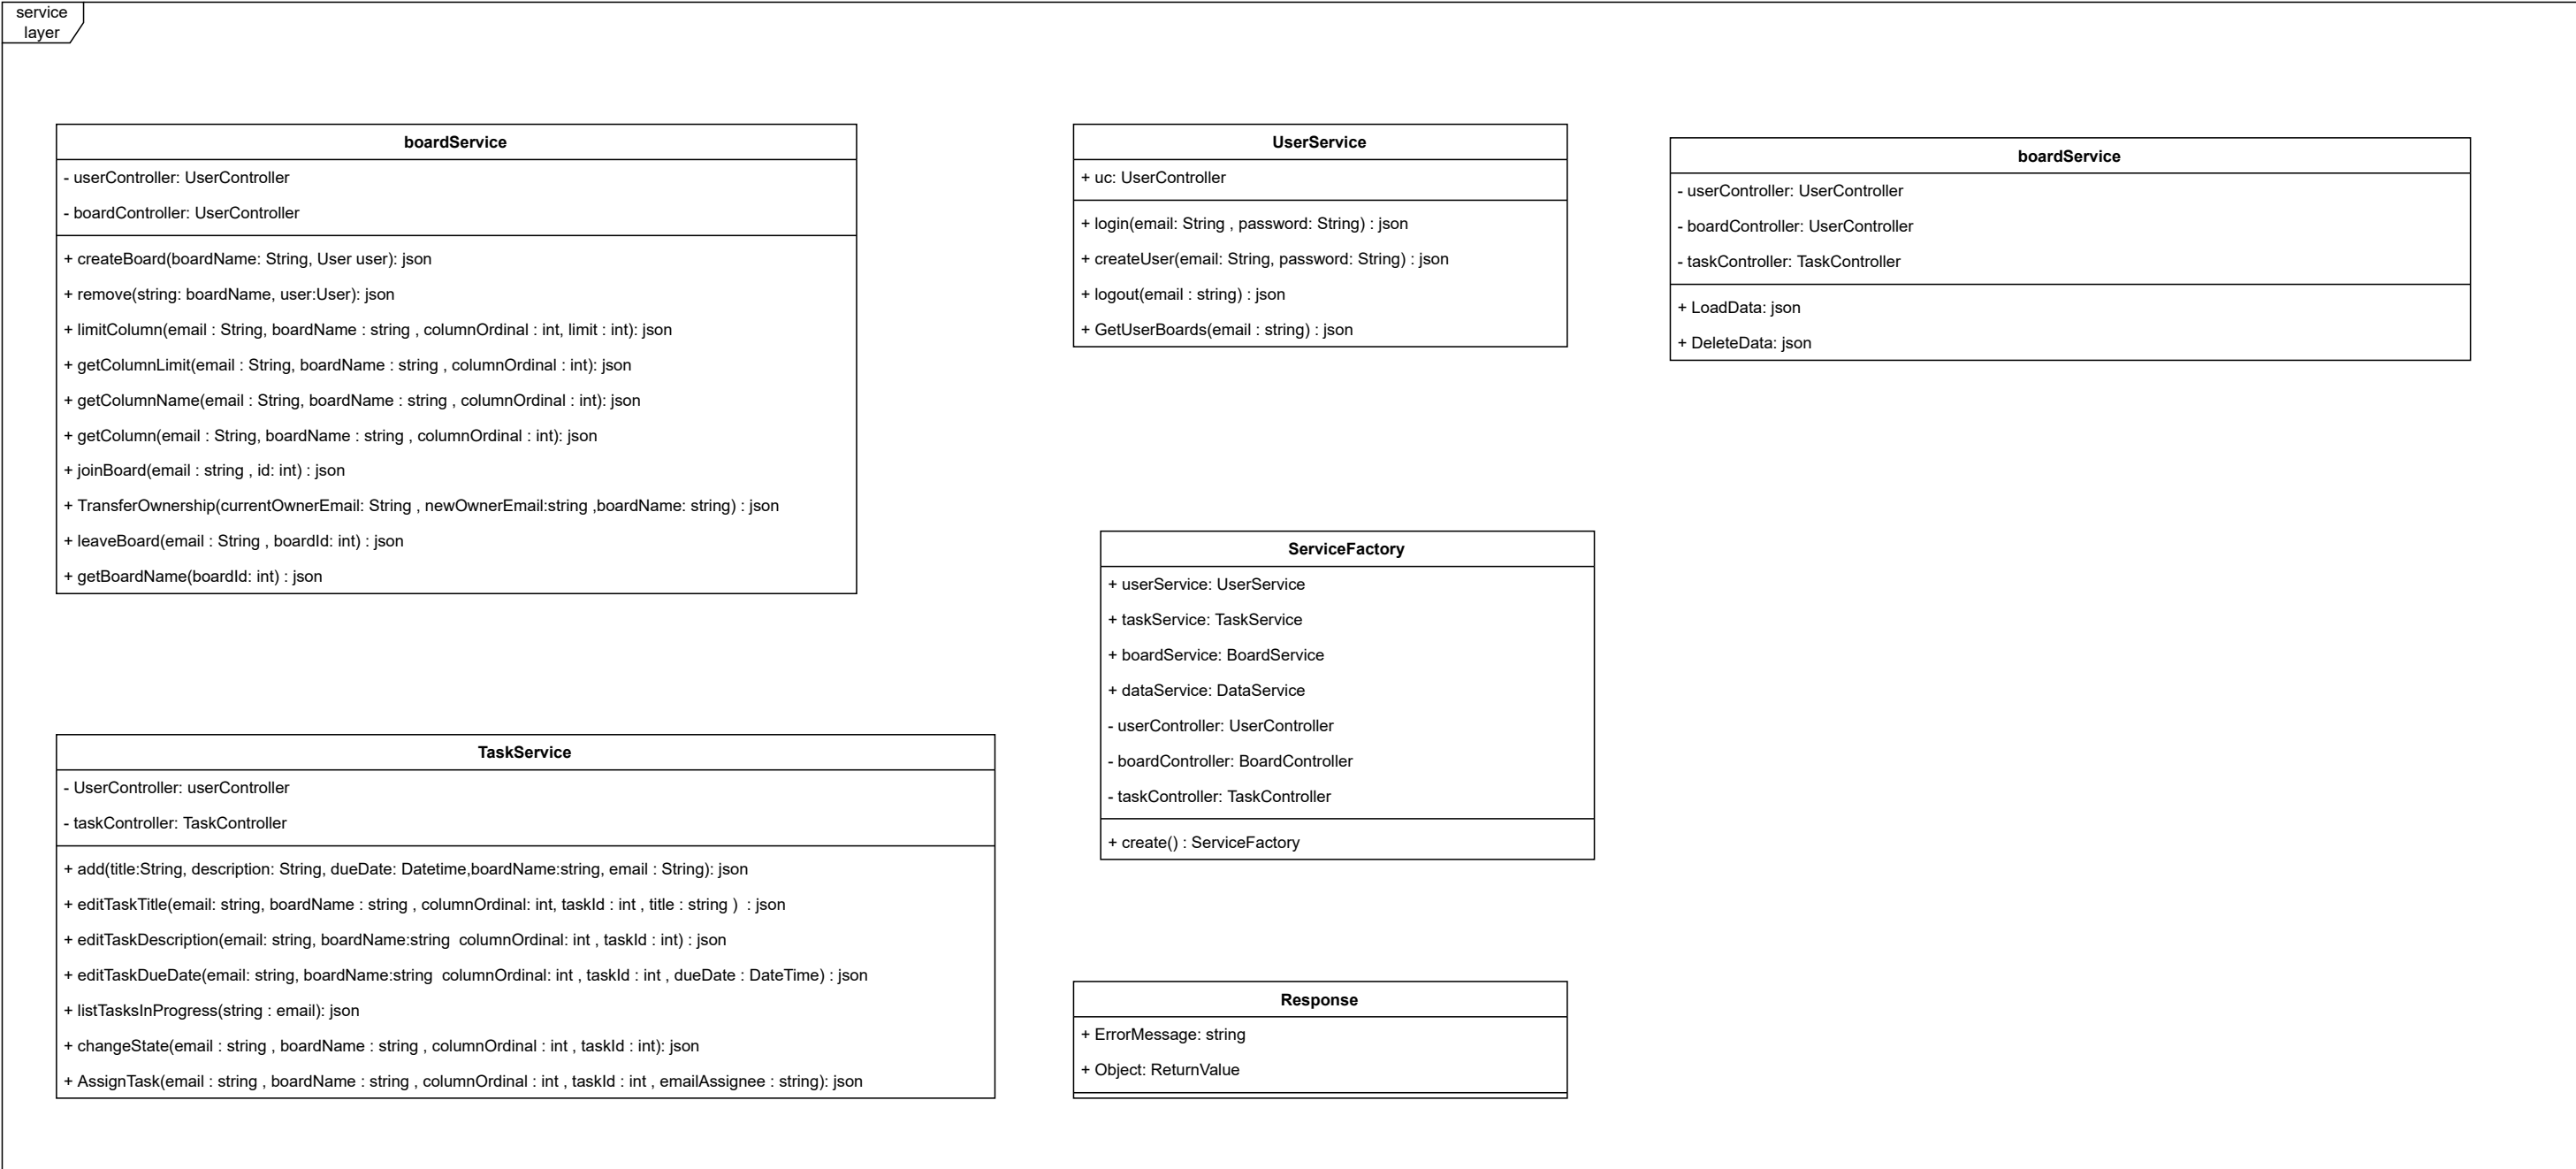 service
layer
boardService
- userController: UserController
- boardController: UserController
+ createBoard(boardName: String, User user): json
+ remove(string: boardName, user:User): json
+ limitColumn(email : String, boardName : string , columnOrdinal : int, limit : int): json
+ getColumnLimit(email : String, boardName : string , columnOrdinal : int): json
+ getColumnName(email : String, boardName : string , columnOrdinal : int): json
+ getColumn(email : String, boardName : string , columnOrdinal : int): json
+ joinBoard(email : string , id: int) : json
+ TransferOwnership(currentOwnerEmail: String , newOwnerEmail:string ,boardName: string) : json
+ leaveBoard(email : String , boardId: int) : json
+ getBoardName(boardId: int) : json
UserService
+ uc: UserController
+ login(email: String , password: String) : json
+ createUser(email: String, password: String) : json
+ logout(email : string) : json
+ GetUserBoards(email : string) : json
boardService
- userController: UserController
- boardController: UserController
- taskController: TaskController
+ LoadData: json
+ DeleteData: json
ServiceFactory
+ userService: UserService
+ taskService: TaskService
+ boardService: BoardService
+ dataService: DataService
- userController: UserController
- boardController: BoardController
- taskController: TaskController
+ create() : ServiceFactory
TaskService
- UserController: userController
- taskController: TaskController
+ add(title:String, description: String, dueDate: Datetime,boardName:string, email : String): json
+ editTaskTitle(email: string, boardName : string , columnOrdinal: int, taskId : int , title : string )  : json
+ editTaskDescription(email: string, boardName:string  columnOrdinal: int , taskId : int) : json
+ editTaskDueDate(email: string, boardName:string  columnOrdinal: int , taskId : int , dueDate : DateTime) : json
+ listTasksInProgress(string : email): json
+ changeState(email : string , boardName : string , columnOrdinal : int , taskId : int): json
+ AssignTask(email : string , boardName : string , columnOrdinal : int , taskId : int , emailAssignee : string): json
Response
+ ErrorMessage: string
+ Object: ReturnValue